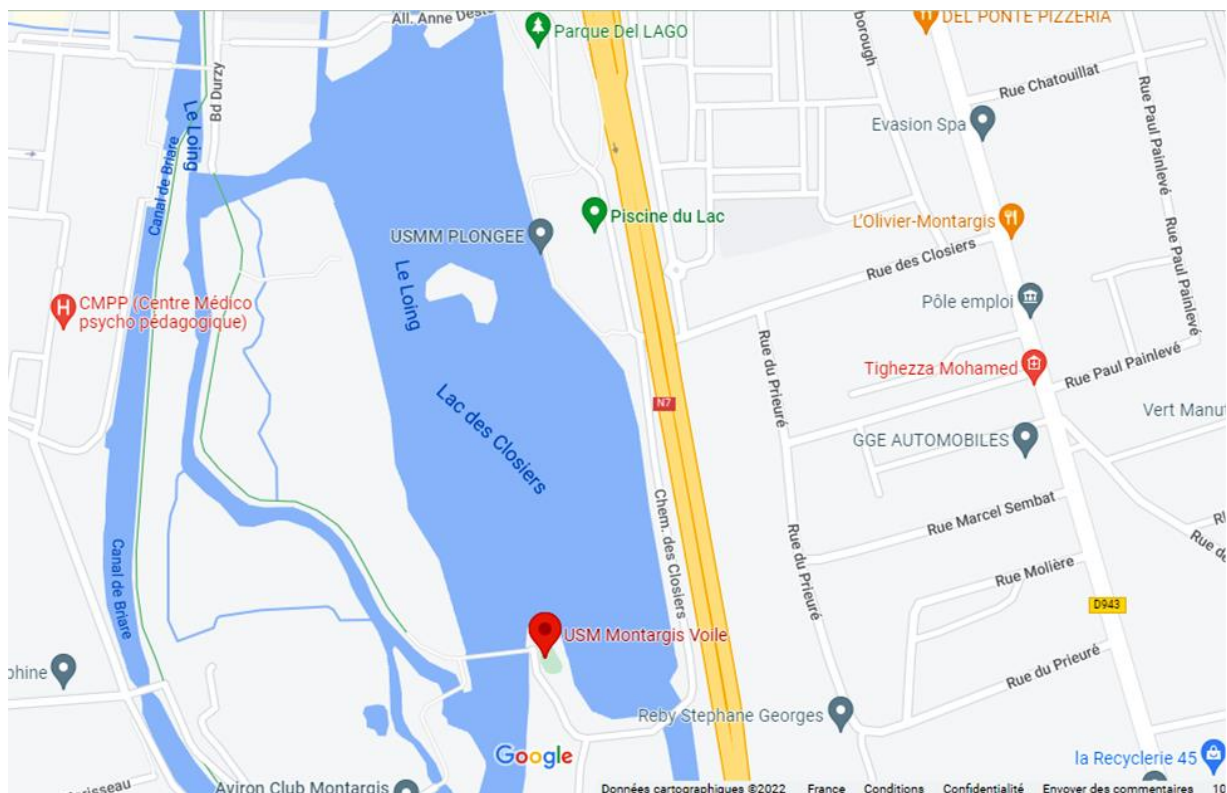 All. Anne Deste
Parque Del LAGO
DEL PONTE PIZZERIA
borough
Rue Chatouillat
Bd Durzy
Le Loing
Canal de Briare
Evasion Spa
Rue Paul Painlevé
Piscine du Lac
L'Olivier-Montargis
USMM PLONGEE
Rue des Closiers
Rue Paul Painlevé
Le Loing
CMPP (Centre Médico
psycho pédagogique)
Pôle emploi
Rue du Prieuré
Tighezza Mohamed
Rue Paul Painlevé
N7
Vert Manut
Lac des Closiers
GGE AUTOMOBILES
Chem. des Closiers
Rue Marcel Sembat
Rue du Prieuré
Canal de Briare
Rue Molière
D943
USM Montargis Voile
phine
Rue du Prieuré
Reby Stephane Georges
Google
la Recyclerie 45
Aviron Club Montargis
Données cartographiques ©2022 France Conditions Confidentialité Envoyer des commentaires